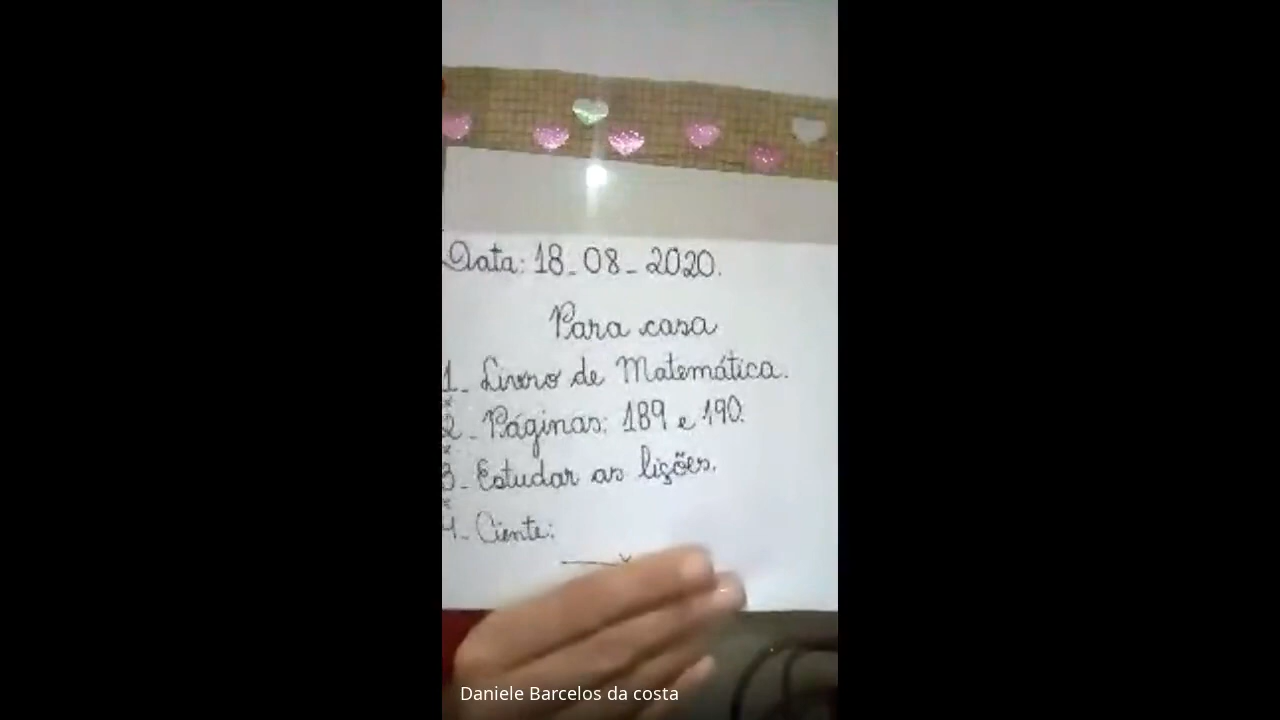 Data: 18-08-2020.
Para casa
1- Livro de Matemática.
2- Páginas: 189 e 190.
3- Estudar as lições.
4- Ciente:
Daniele Barcelos da costa